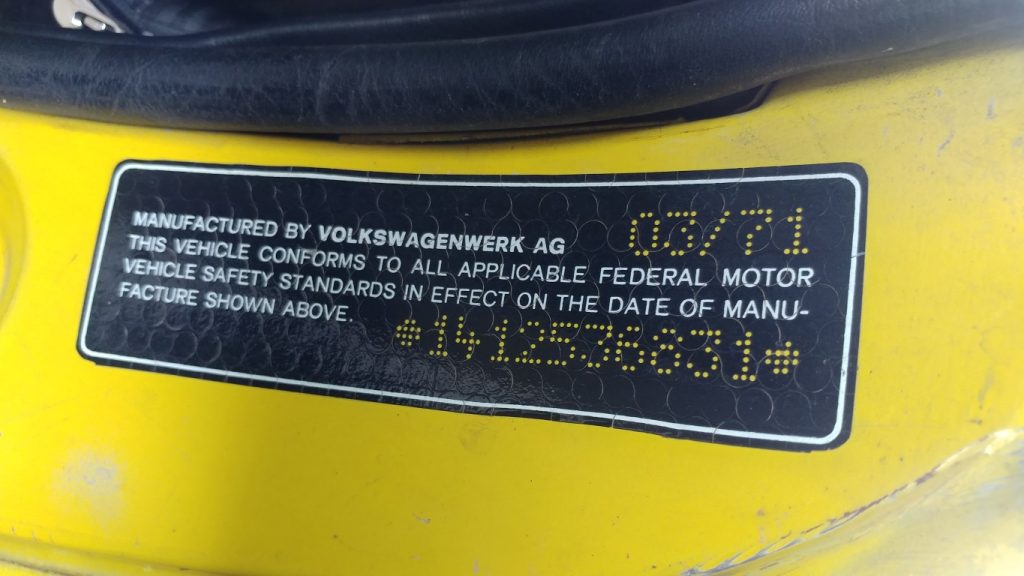 MANUFACTURED BY VOLKSWAGENWERK AG 03/71
THIS VEHICLE CONFORMS TO ALL APPLICABLE FEDERAL MOTOR
VEHICLE SAFETY STANDARDS IN EFFECT ON THE DATE OF MANU-
FACTURE SHOWN ABOVE. *1412576831*